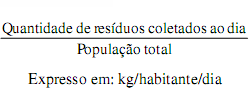 Quantidade de resíduos coletados ao dia
População total
Expresso em: kg/habitante/dia